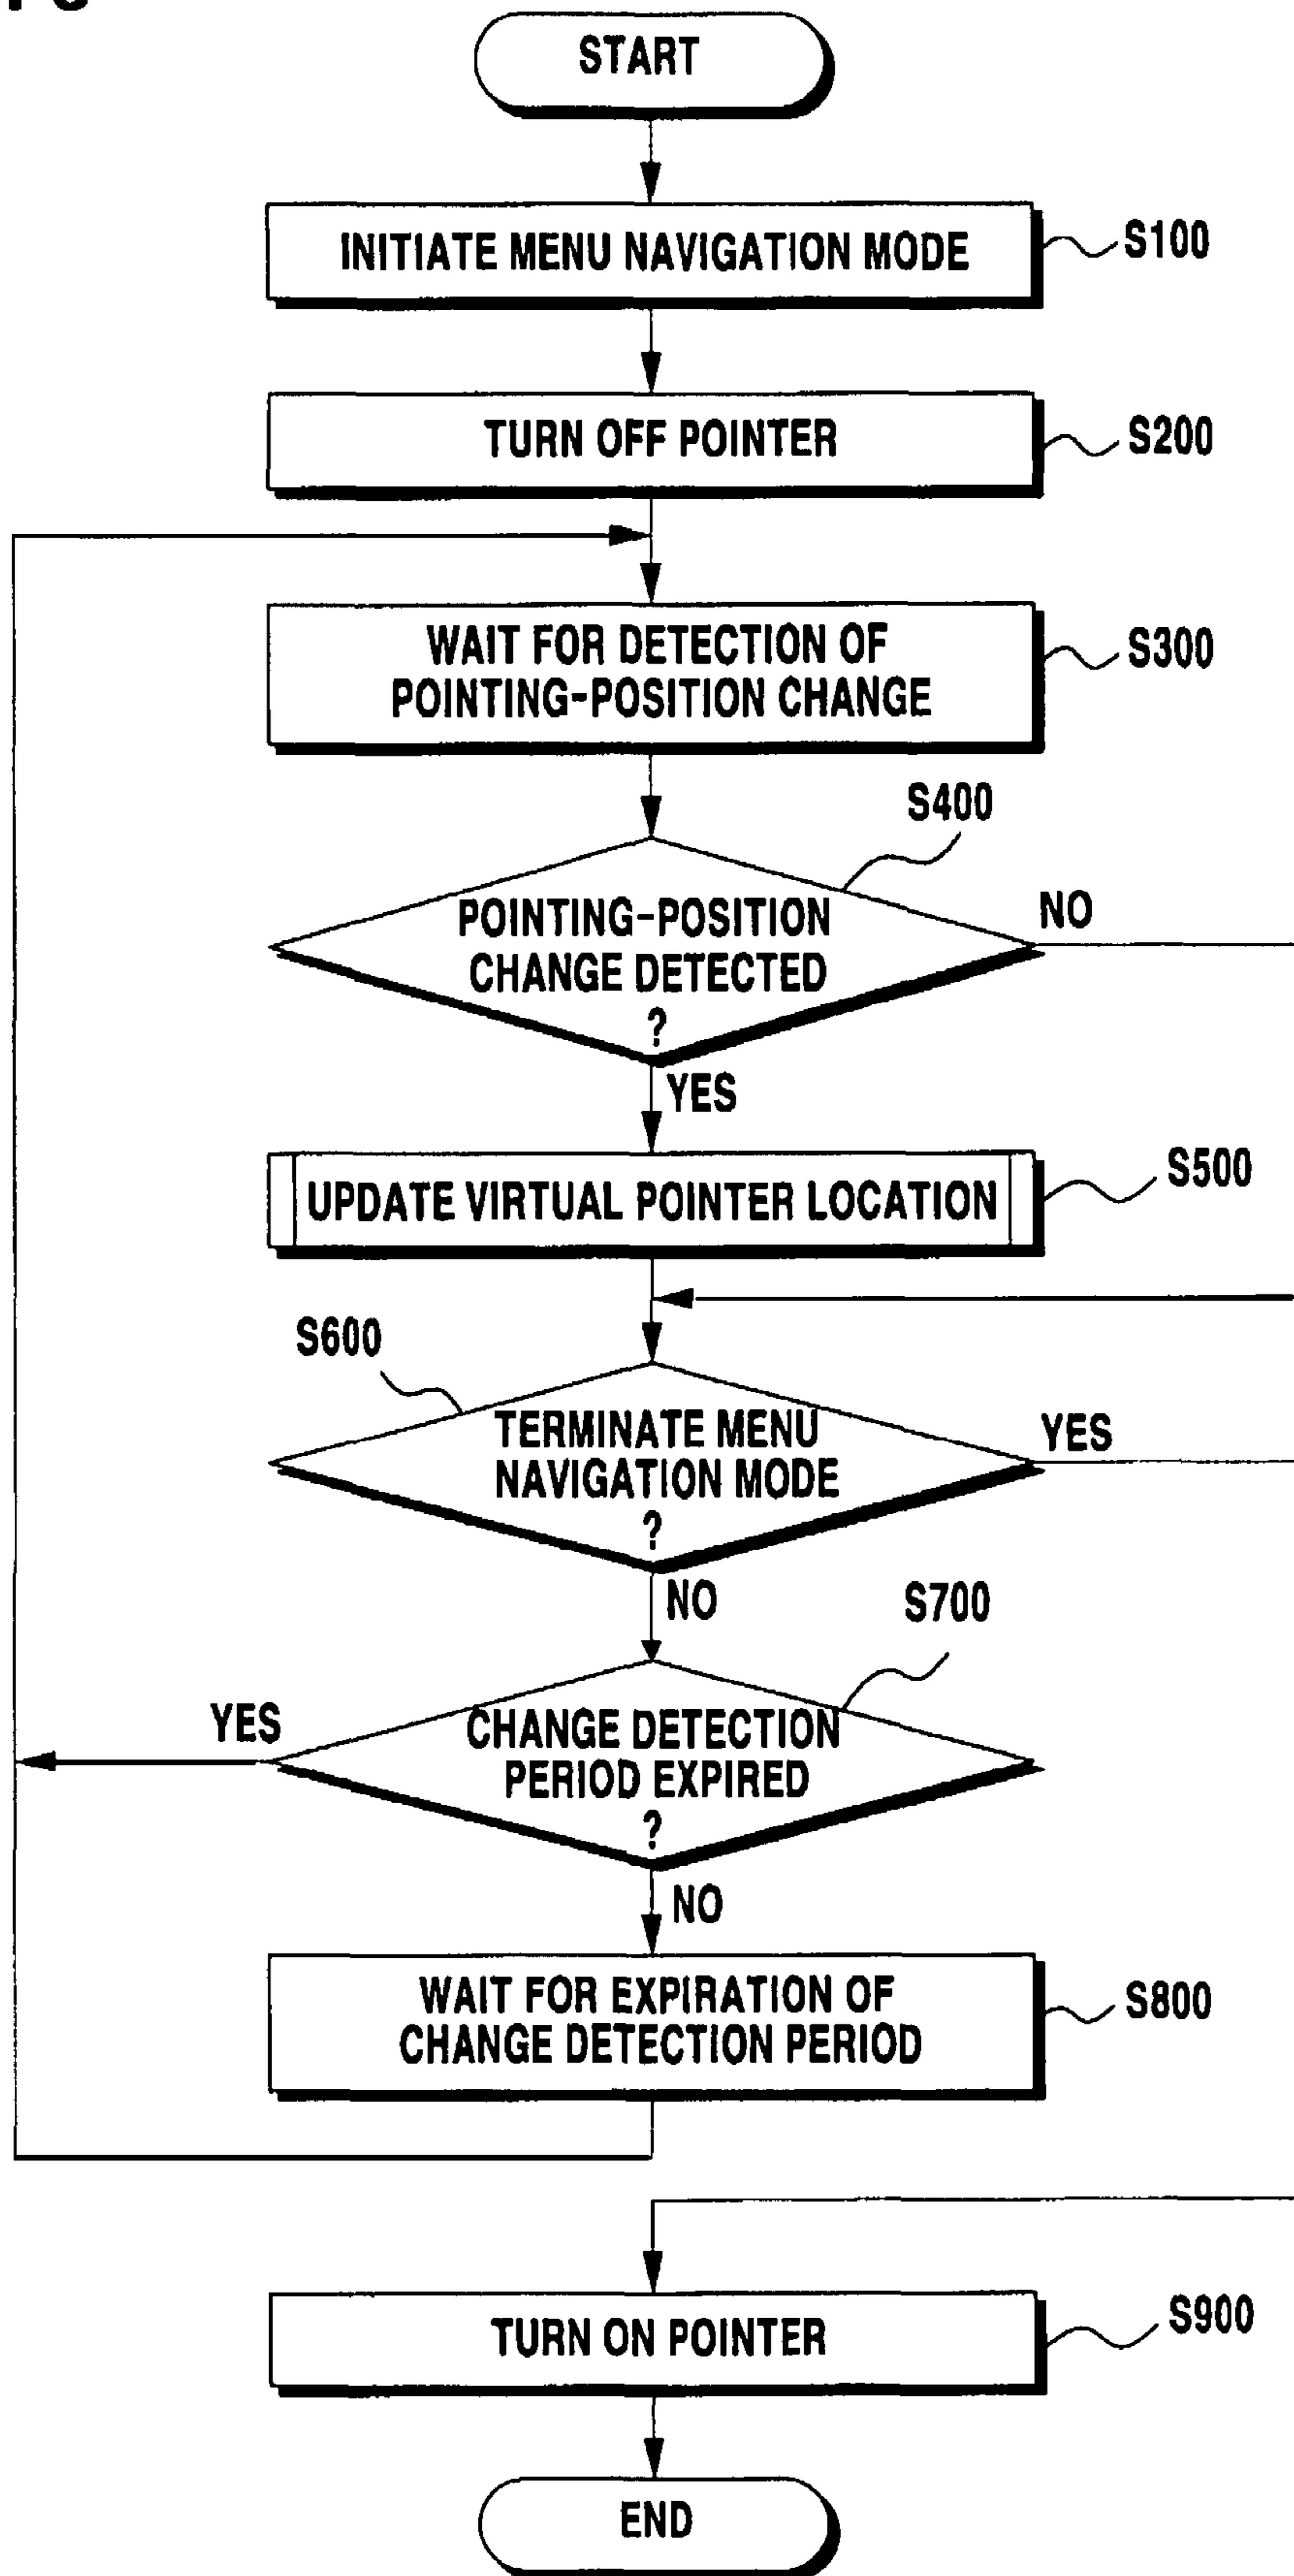 START
INITIATE MENU NAVIGATION MODE
S100
TURN OFF POINTER
S200
WAIT FOR DETECTION OF
POINTING-POSITION CHANGE
S300
S400
POINTING-POSITION
CHANGE DETECTED
?
NO
YES
UPDATE VIRTUAL POINTER LOCATION
S500
S600
TERMINATE MENU
NAVIGATION MODE
?
YES
NO
S700
CHANGE DETECTION
PERIOD EXPIRED
?
YES
NO
WAIT FOR EXPIRATION OF
CHANGE DETECTION PERIOD
S800
TURN ON POINTER
S900
END